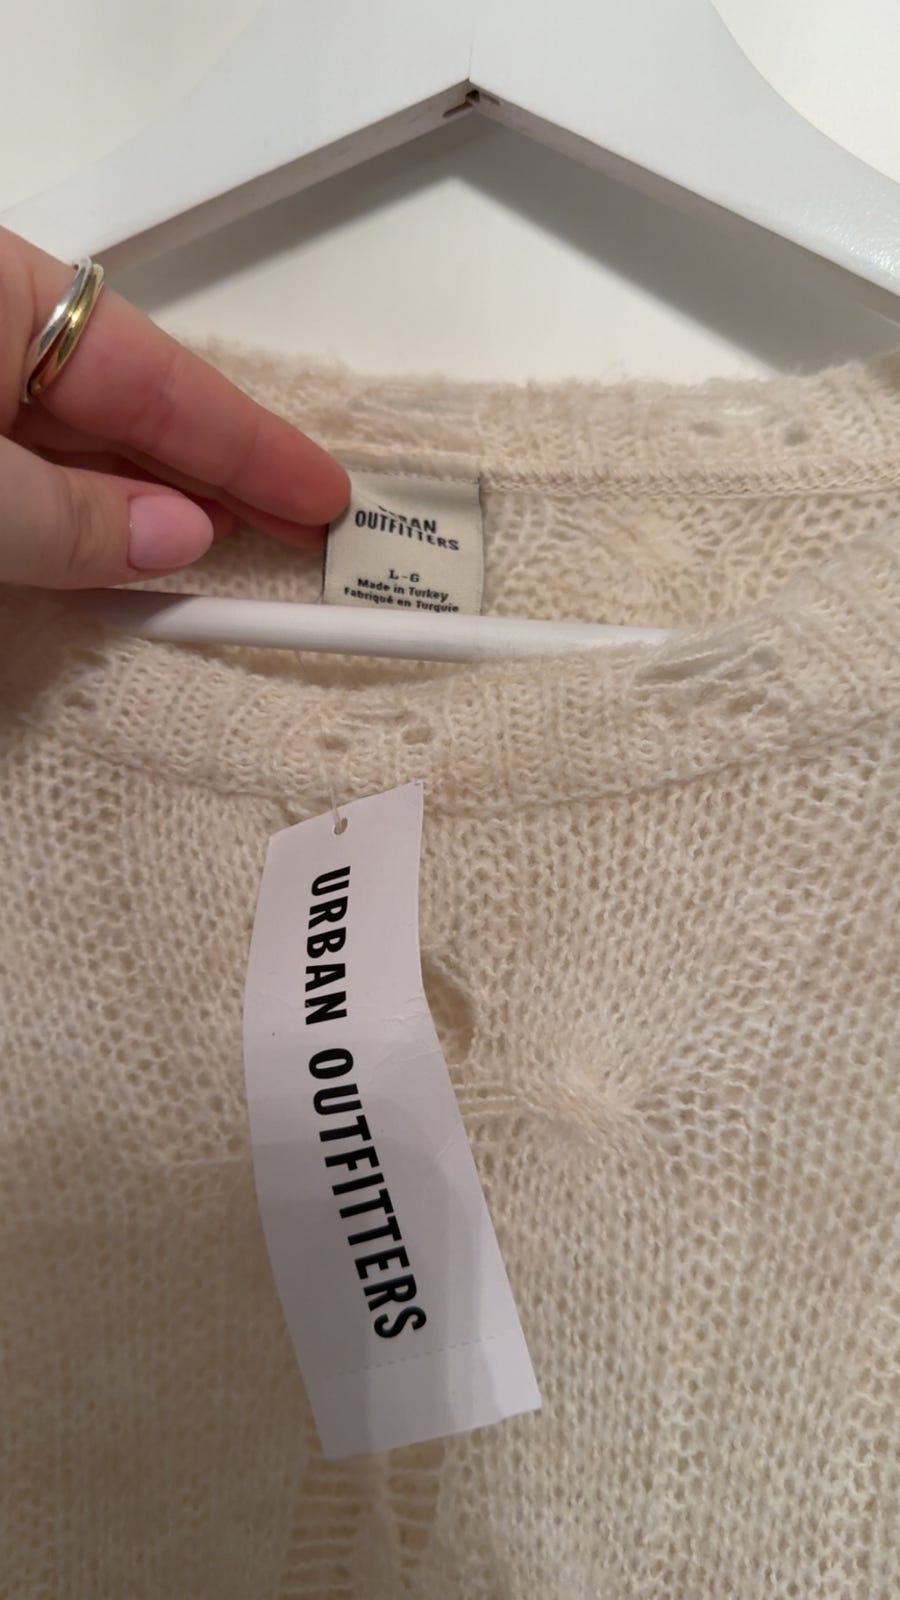 URBAN
OUTFITTERS
L-G
Made in Turkey
Fabriqué en Turquie
URBAN OUTFITTERS